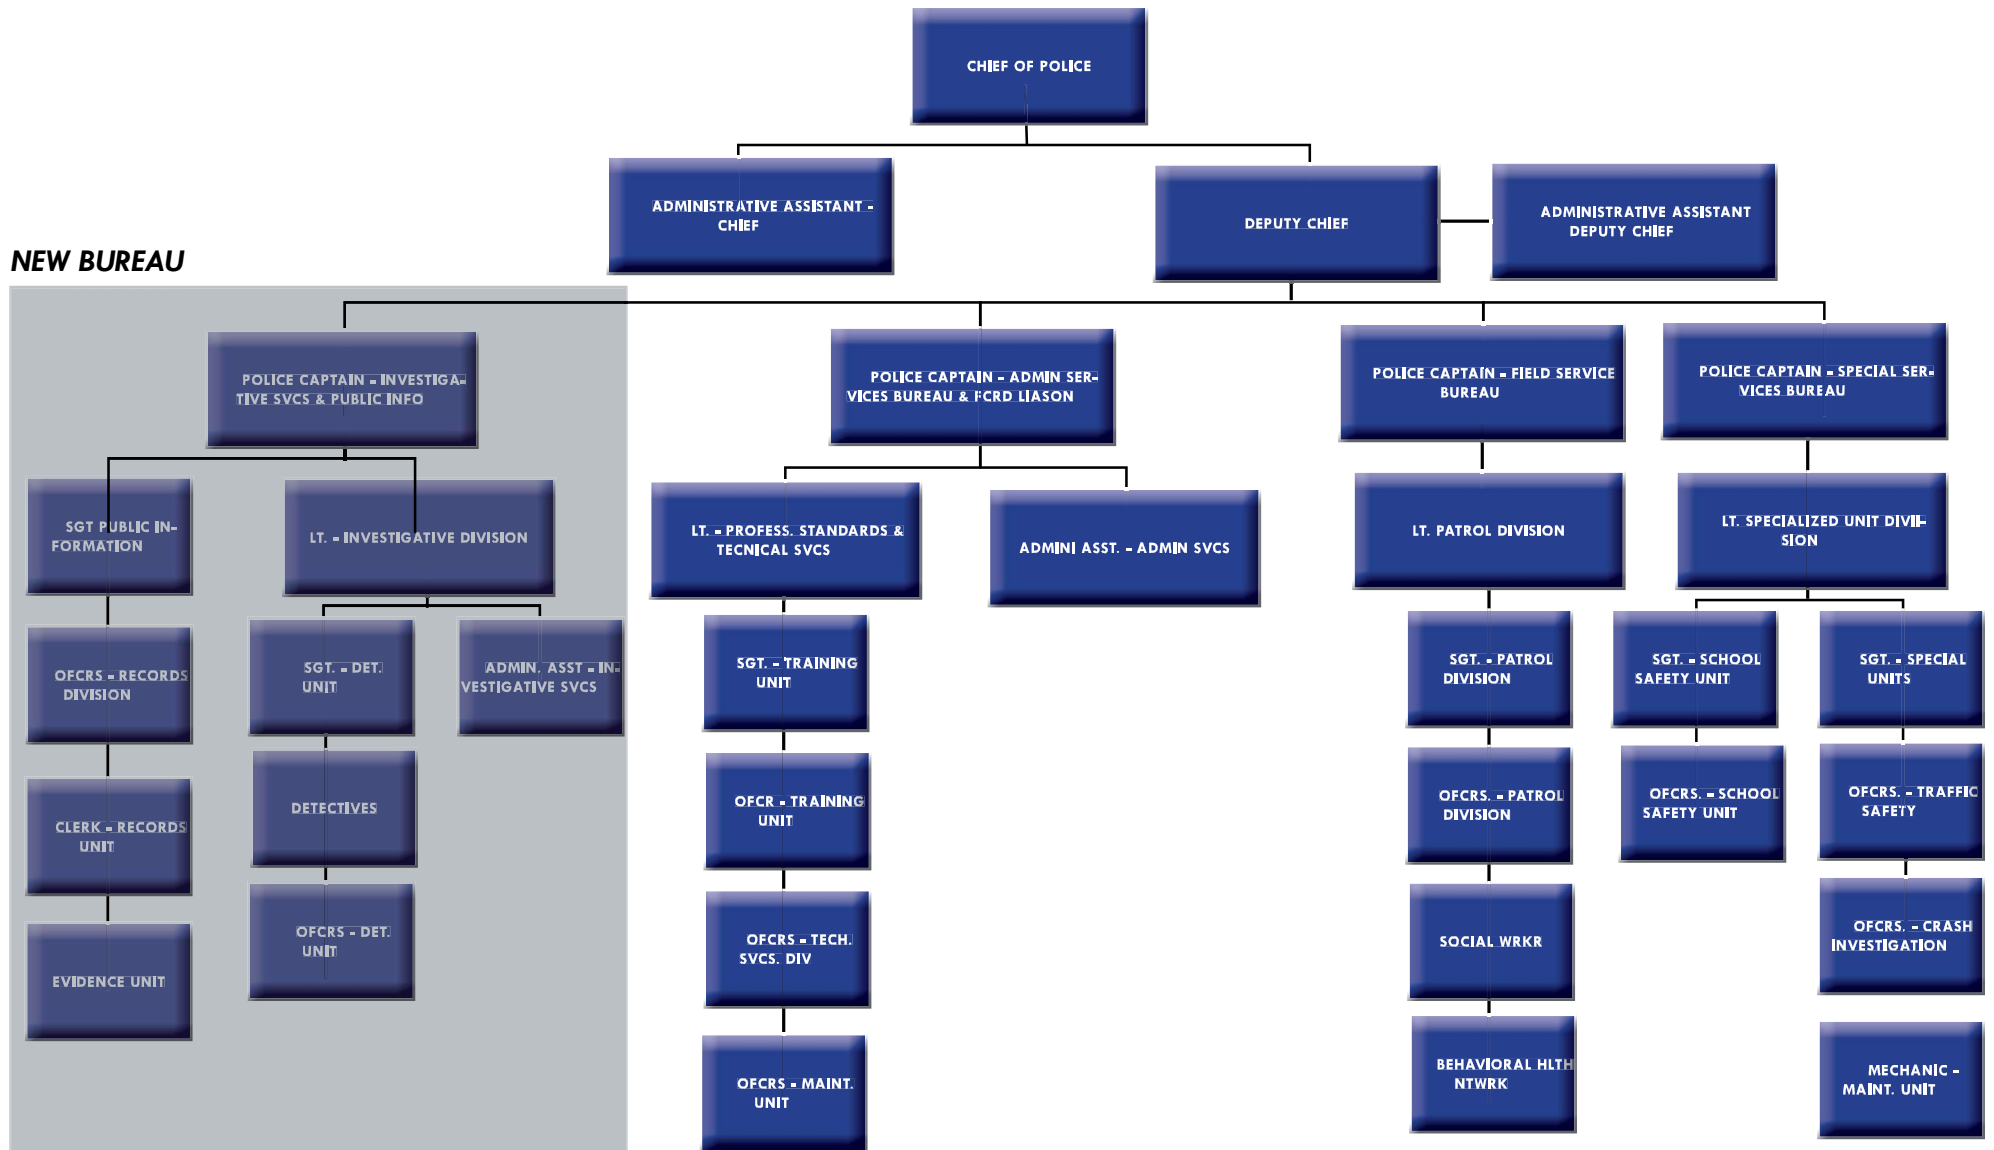 CHIEF OF POLICE
ADMINISTRATIVE ASSISTANT -
CHIEF
DEPUTY CHIEF
ADMINISTRATIVE ASSISTANT
DEPUTY CHIEF
NEW BUREAU
POLICE CAPTAIN - INVESTIGA-
TIVE SVCS & PUBLIC INFO
POLICE CAPTAIN - ADMIN SER-
VICES BUREAU & FCRD LIASON
POLICE CAPTAIN - FIELD SERVICE
BUREAU
POLICE CAPTAIN - SPECIAL SER-
VICES BUREAU
SGT PUBLIC IN-
FORMATION
LT. - INVESTIGATIVE DIVISION
LT. - PROFESS. STANDARDS &
TECNICAL SVCS
ADMINI ASST. - ADMIN SVCS
LT. PATROL DIVISION
LT. SPECIALIZED UNIT DIVI-
SION
OFCRS - RECORDS
DIVISION
SGT. - DET.
UNIT
ADMIN. ASST - IN-
VESTIGATIVE SVCS
SGT. - TRAINING
UNIT
SGT. - PATROL
DIVISION
SGT. - SCHOOL
SAFETY UNIT
SGT. - SPECIAL
UNITS
CLERK - RECORDS
UNIT
DETECTIVES
OFCR - TRAINING
UNIT
OFCRS. - PATROL
DIVISION
OFCRS. - SCHOOL
SAFETY UNIT
OFCRS. - TRAFFIC
SAFETY
EVIDENCE UNIT
OFCRS - DET.
UNIT
OFCRS - TECH.
SVCS. DIV
SOCIAL WRKR
OFCRS. - CRASH
INVESTIGATION
OFCRS - MAINT.
UNIT
BEHAVIORAL HLTH
NTWRK
MECHANIC -
MAINT. UNIT